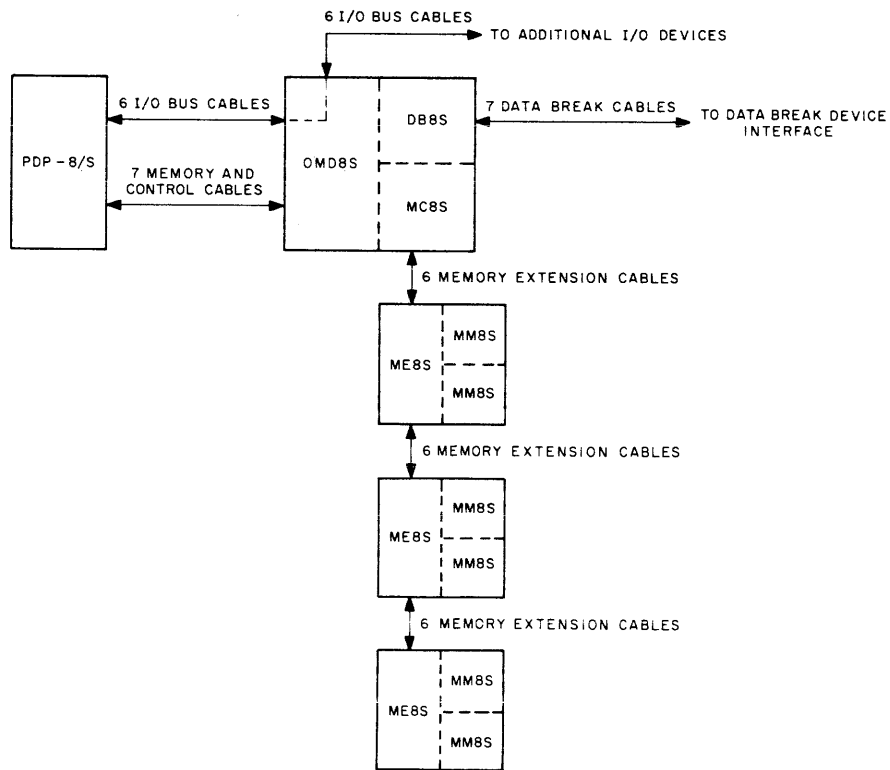 6 I/O BUS CABLES
TO ADDITIONAL I/O DEVICES
6 I/O BUS CABLES
7 DATA BREAK CABLES
TO DATA BREAK DEVICE
INTERFACE
DB8S
PDP-8/S
OMD8S
7 MEMORY AND
CONTROL CABLES
MC8S
6 MEMORY EXTENSION CABLES
MM8S
ME8S
MM8S
6 MEMORY EXTENSION CABLES
MM8S
ME8S
MM8S
6 MEMORY EXTENSION CABLES
MM8S
ME8S
MM8S